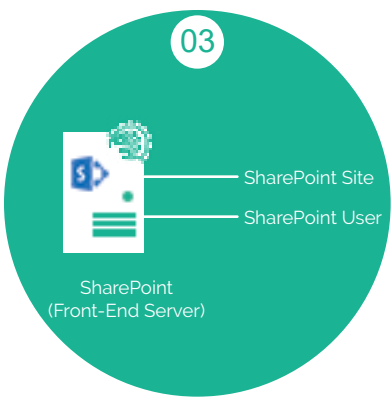 03
S
SharePoint Site
SharePoint User
SharePoint
(Front-End Server)